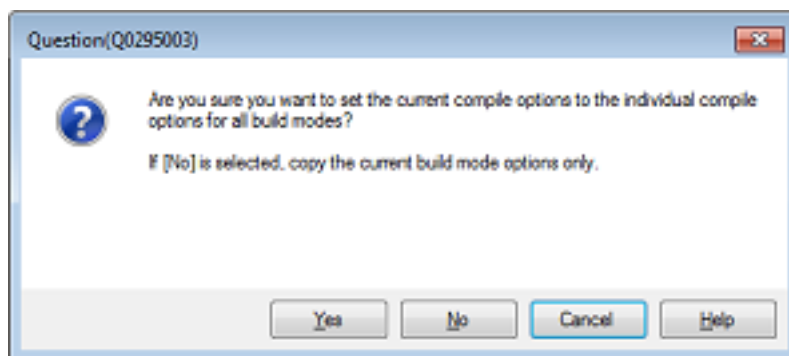 Question(Q0295003)
Are you sure you want to set the current compile options to the individual compile
options for all build modes?
If [No] is selected, copy the current build mode options only.
Yes No Cancel Help